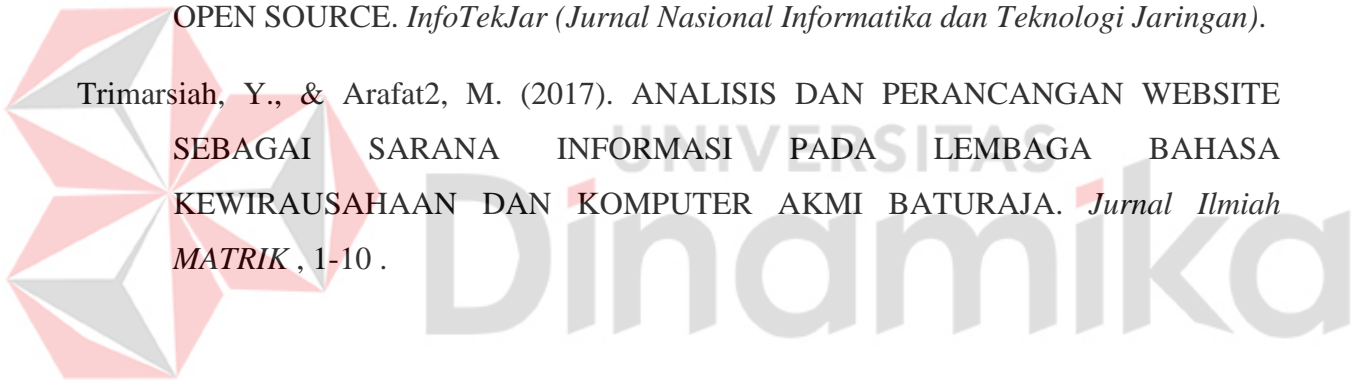 OPEN SOURCE. InfoTekJar (Jurnal Nasional Informatika dan Teknologi Jaringan).
Trimarsiah, Y., & Arafat2, M. (2017). ANALISIS DAN PERANCANGAN WEBSITE
SEBAGAI SARANA INFORMASI PADA LEMBAGA BAHASA
KEWIRAUSAHAAN DAN KOMPUTER AKMI BATURAJA. Jurnal Ilmiah
MATRIK , 1-10 .
UNIVERSITAS
Dinamika